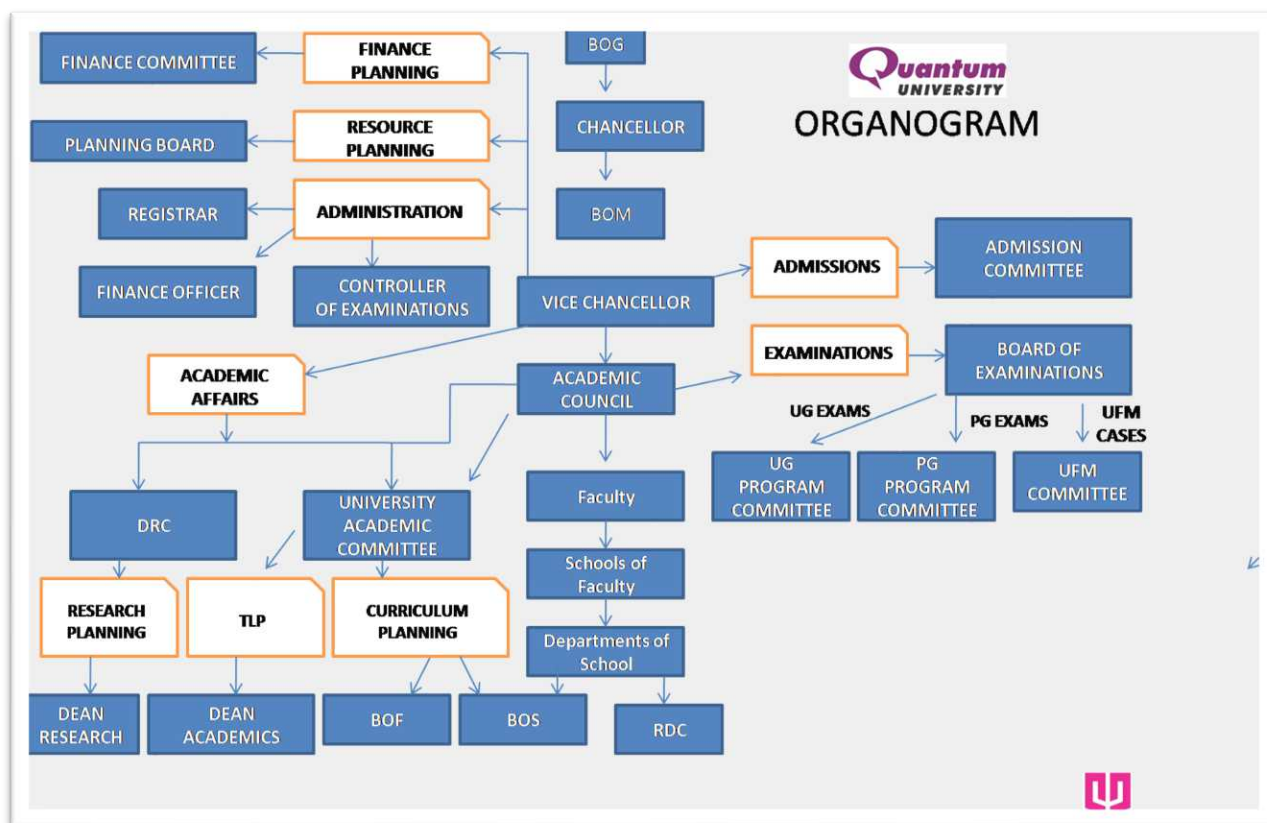 FINANCE COMMITTEE
FINANCE
PLANNING
BOG
Quantum
UNIVERSITY
ORGANOGRAM
PLANNING BOARD
RESOURCE
PLANNING
CHANCELLOR
REGISTRAR
ADMINISTRATION
BOM
FINANCE OFFICER
CONTROLLER
OF EXAMINATIONS
VICE CHANCELLOR
ADMISSIONS
ADMISSION
COMMITTEE
ACADEMIC
AFFAIRS
ACADEMIC
COUNCIL
EXAMINATIONS
BOARD OF
EXAMINATIONS
UG EXAMS
PG EXAMS
UFM
CASES
UG
PROGRAM
COMMITTEE
PG
PROGRAM
COMMITTEE
UFM
COMMITTEE
DRC
UNIVERSITY
ACADEMIC
COMMITTEE
Faculty
Schools of
Faculty
RESEARCH
PLANNING
TLP
CURRICULUM
PLANNING
Departments of
School
DEAN
RESEARCH
DEAN
ACADEMICS
BOF
BOS
RDC